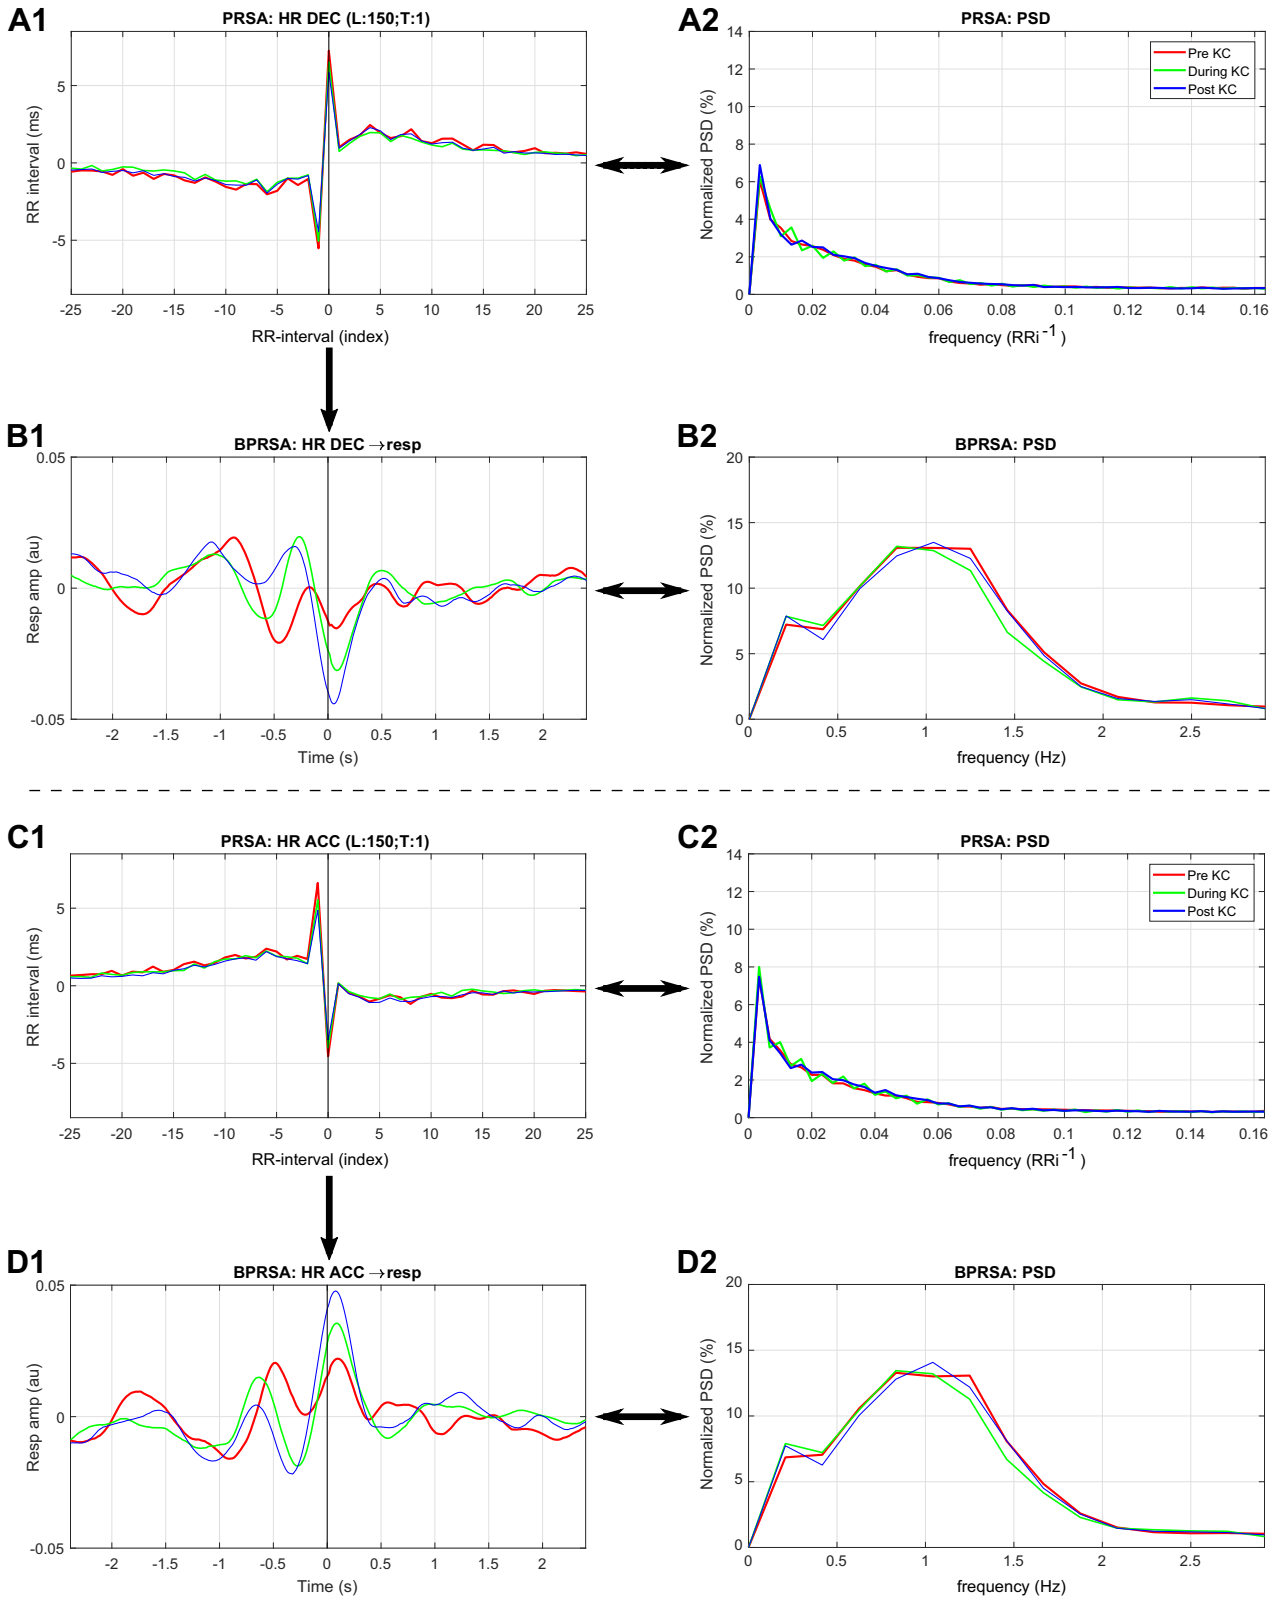 A1
PRSA: HR DEC (L:150;T:1)
RR interval (ms)
5
0
-5
-25 -20 -15 -10 -5 0 5 10 15 20 25
RR-interval (index)
A2
PRSA: PSD
Normalized PSD (%)
14
12
10
8
6
4
2
0
Pre KC
During KC
Post KC
0 0.02 0.04 0.06 0.08 0.1 0.12 0.14 0.16
frequency (RRi -1 )
B1
BPRSA: HR DEC →resp
Resp amp (au)
0.05
0
-0.05
-2 -1.5 -1 -0.5 0 0.5 1 1.5 2
Time (s)
B2
BPRSA: PSD
Normalized PSD (%)
20
15
10
5
0
0 0.5 1 1.5 2 2.5
frequency (Hz)
C1
PRSA: HR ACC (L:150;T:1)
RR interval (ms)
5
0
-5
-25 -20 -15 -10 -5 0 5 10 15 20 25
RR-interval (index)
C2
PRSA: PSD
Normalized PSD (%)
14
12
10
8
6
4
2
0
Pre KC
During KC
Post KC
0 0.02 0.04 0.06 0.08 0.1 0.12 0.14 0.16
frequency (RRi -1 )
D1
BPRSA: HR ACC →resp
Resp amp (au)
0.05
0
-0.05
-2 -1.5 -1 -0.5 0 0.5 1 1.5 2
Time (s)
D2
BPRSA: PSD
Normalized PSD (%)
20
15
10
5
0
0 0.5 1 1.5 2 2.5
frequency (Hz)